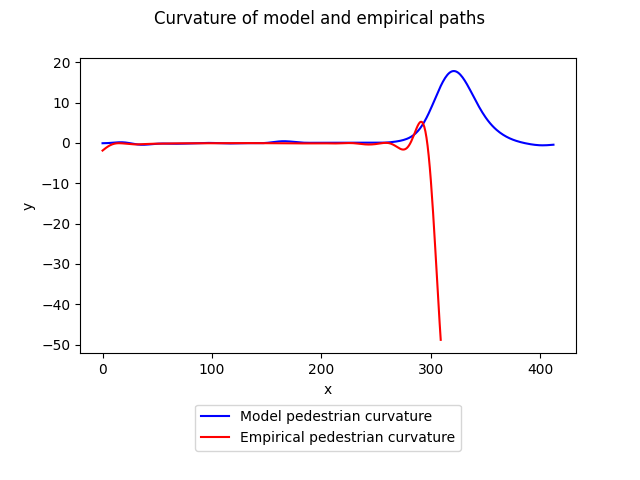 Curvature of model and empirical paths
20
10
0
−10
−20
−30
−40
−50
y
0 100 200 300 400
x
Model pedestrian curvature
Empirical pedestrian curvature